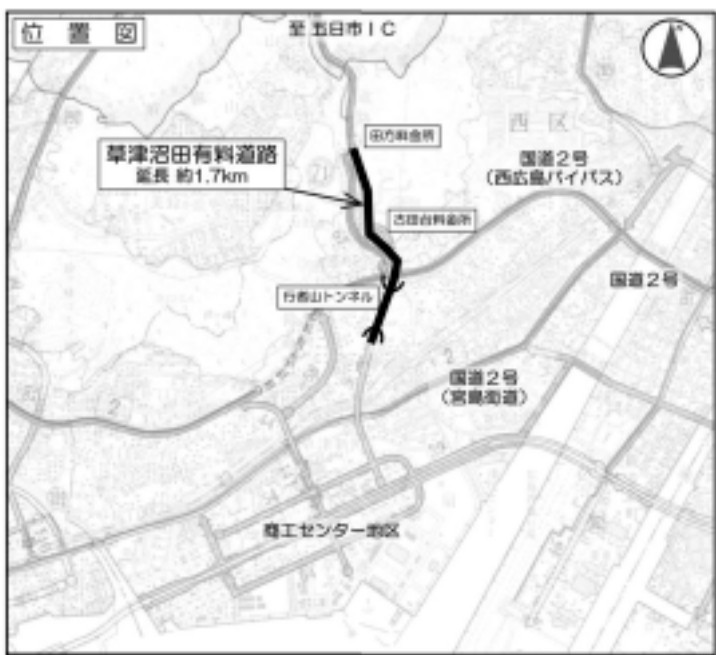 位置図
至 五日市IC
田方料金所
西区
草津沼田有料道路
延長 約1.7km
国道2号
(西広島バイパス)
古田台料金所
行者山トンネル
国道2号
2
2
国道2号
(宮島街道)
商工センター地区